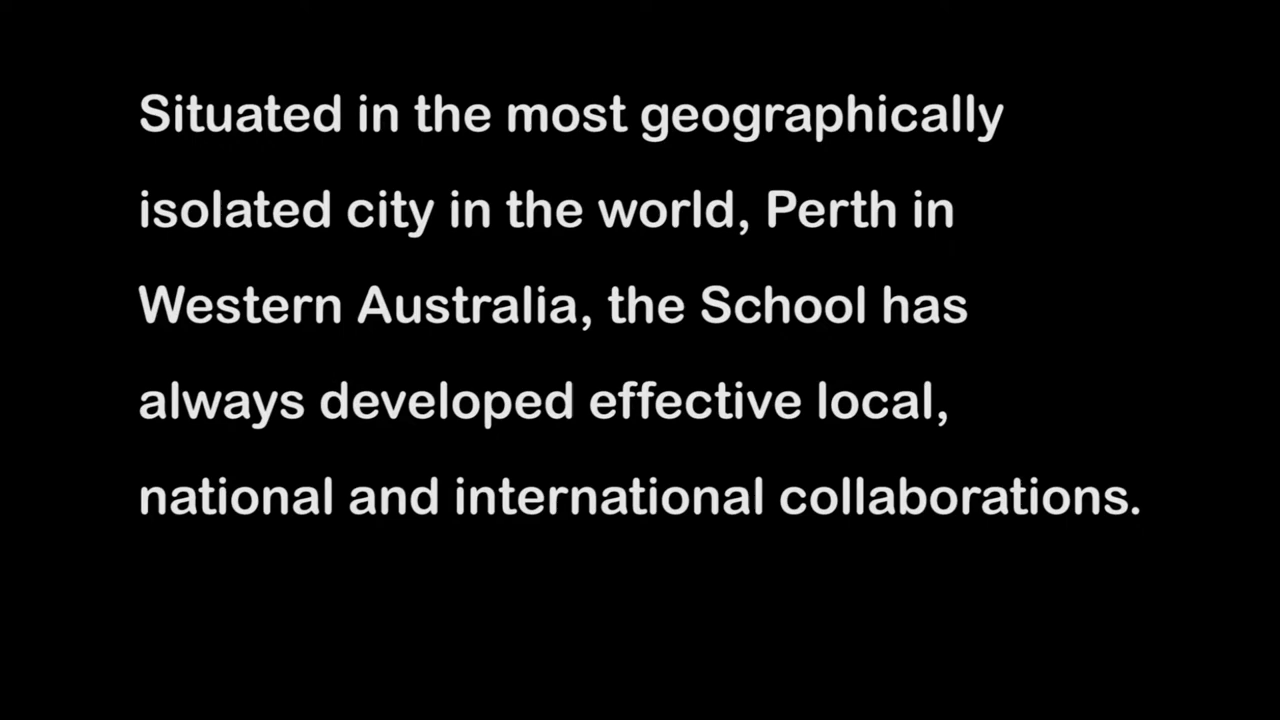 Situated in the most geographically
isolated city in the world, Perth in
Western Australia, the School has
always developed effective local,
national and international collaborations.